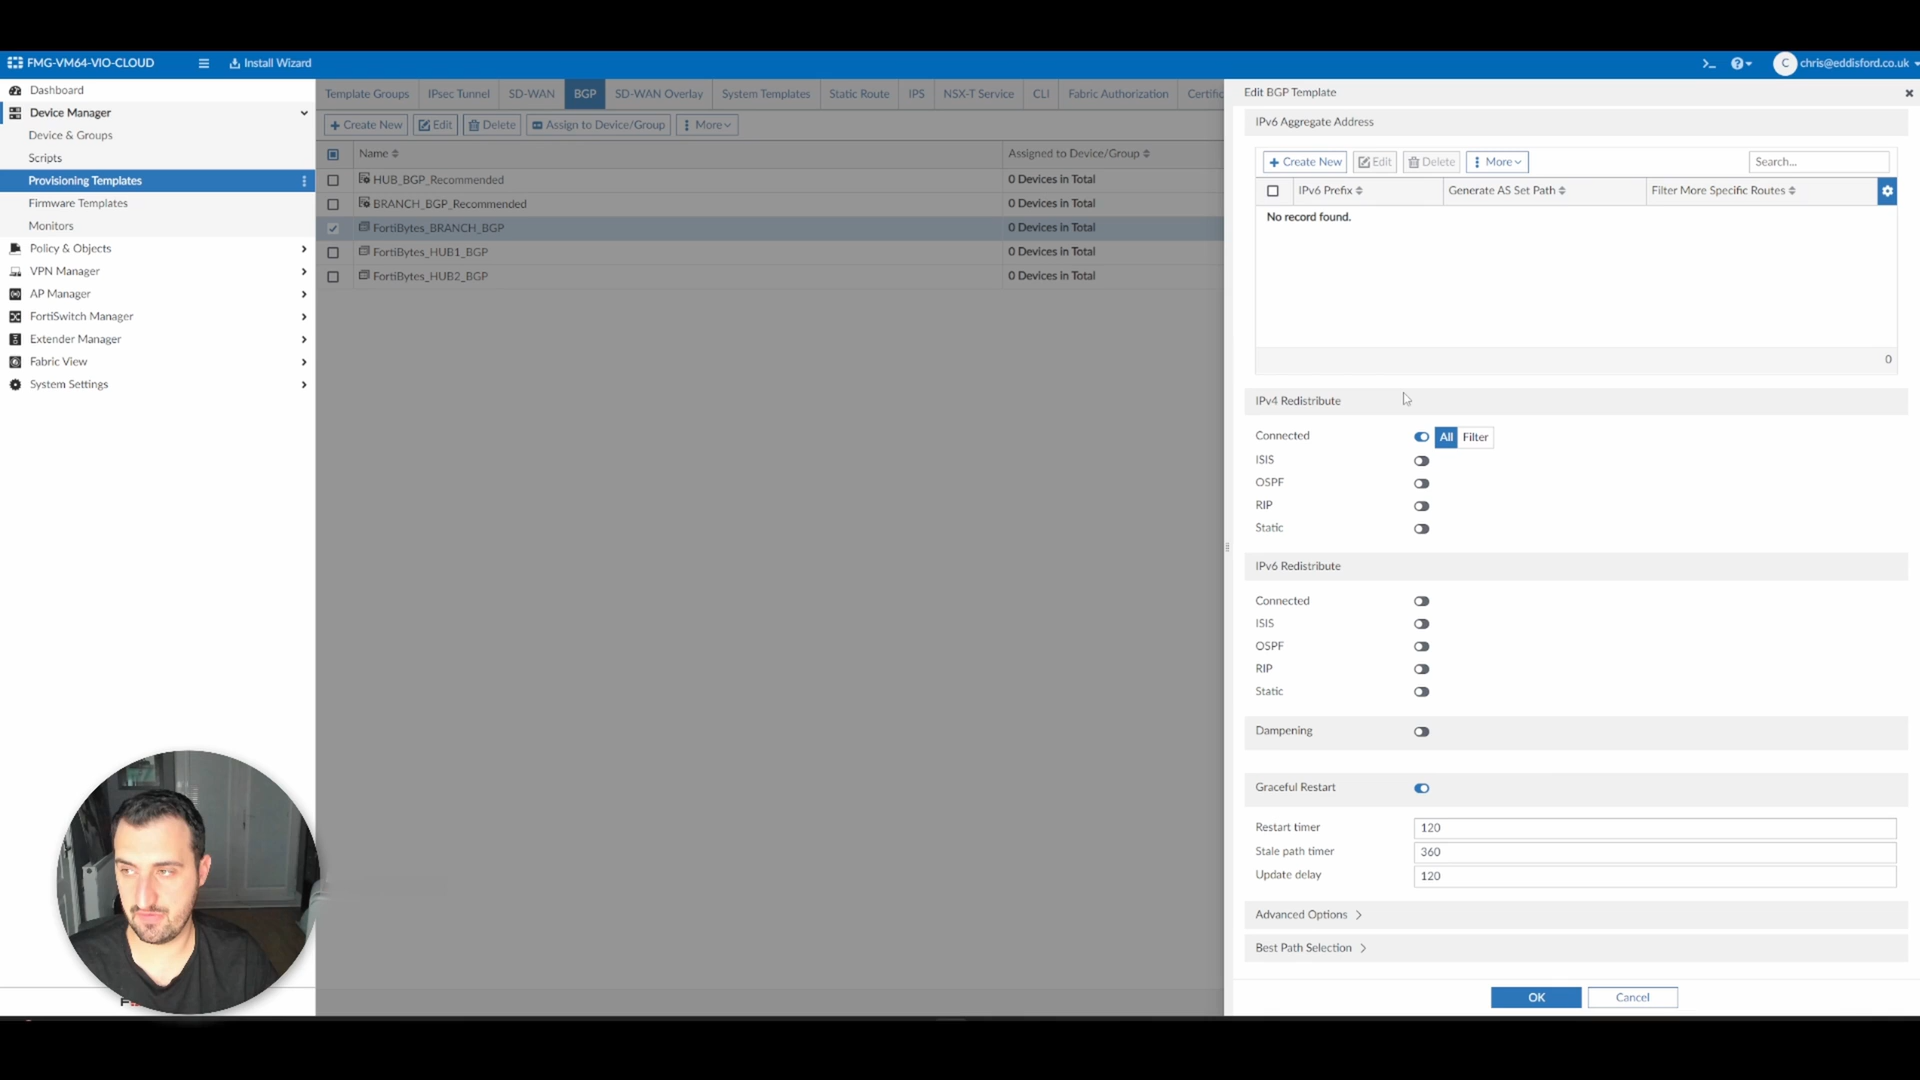 FMG-VM64-VIO-CLOUD
Install Wizard
chris@eddisford.co.uk
C
Dashboard
Device Manager
Device & Groups
Scripts
Provisioning Templates
Firmware Templates
Monitors
Policy & Objects
VPN Manager
AP Manager
FortiSwitch Manager
Extender Manager
Fabric View
System Settings
Template Groups
IPsec Tunnel
SD-WAN
BGP
SD-WAN Overlay
System Templates
Static Route
IPS
NSX-T Service
CLI
Fabric Authorization
Certific
Create New
Edit
Delete
Assign to Device/Group
More
Name
Assigned to Device/Group
HUB_BGP_Recommended
0 Devices in Total
BRANCH_BGP_Recommended
0 Devices in Total
FortiBytes_BRANCH_BGP
0 Devices in Total
FortiBytes_HUB1_BGP
0 Devices in Total
FortiBytes_HUB2_BGP
0 Devices in Total
Edit BGP Template
IPv6 Aggregate Address
Create New
Edit
Delete
More
Search...
IPv6 Prefix
Generate AS Set Path
Filter More Specific Routes
No record found.
0
IPv4 Redistribute
Connected
All
Filter
ISIS
OSPF
RIP
Static
IPv6 Redistribute
Connected
ISIS
OSPF
RIP
Static
Dampening
Graceful Restart
Restart timer
120
Stale path timer
360
Update delay
120
Advanced Options
Best Path Selection
OK
Cancel